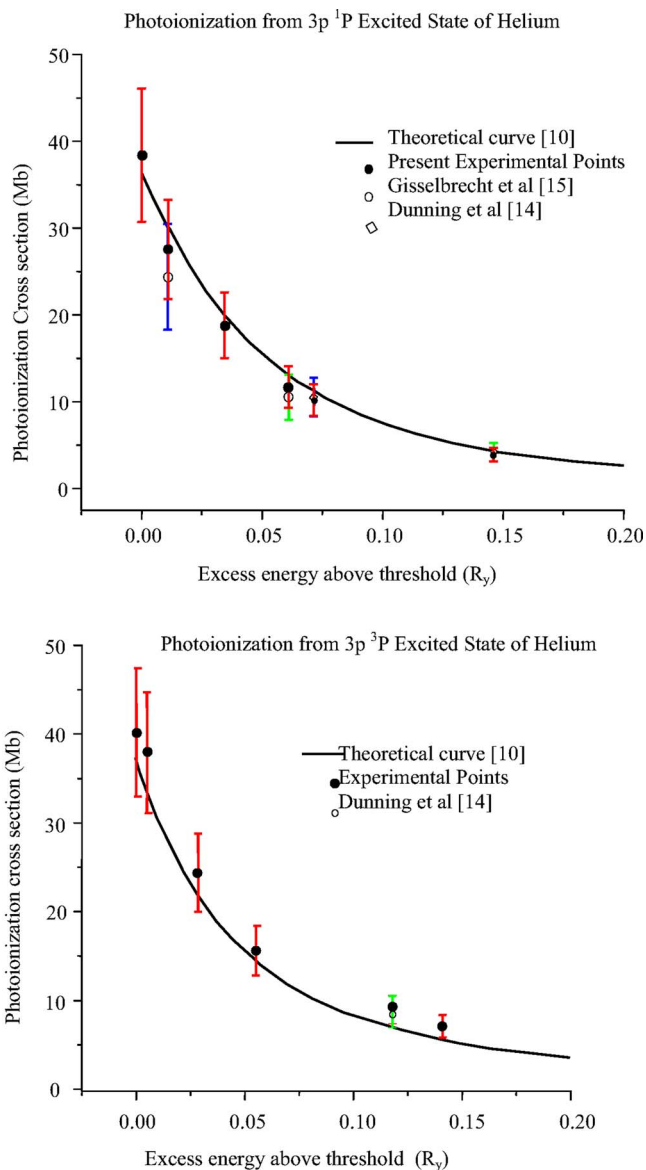 Photoionization from 3p ¹P Excited State of Helium
50
40
30
20
10
0
Photoionization Cross section (Mb)
Theoretical curve [10]
Present Experimental Points
Gisselbrecht et al [15]
Dunning et al [14]
0.00 0.05 0.10 0.15 0.20
Excess energy above threshold (Ry)
Photoionization from 3p ³P Excited State of Helium
50
40
30
20
10
0
Photoionization cross section (Mb)
Theoretical curve [10]
Experimental Points
Dunning et al [14]
0.00 0.05 0.10 0.15 0.20
Excess energy above threshold (Ry)